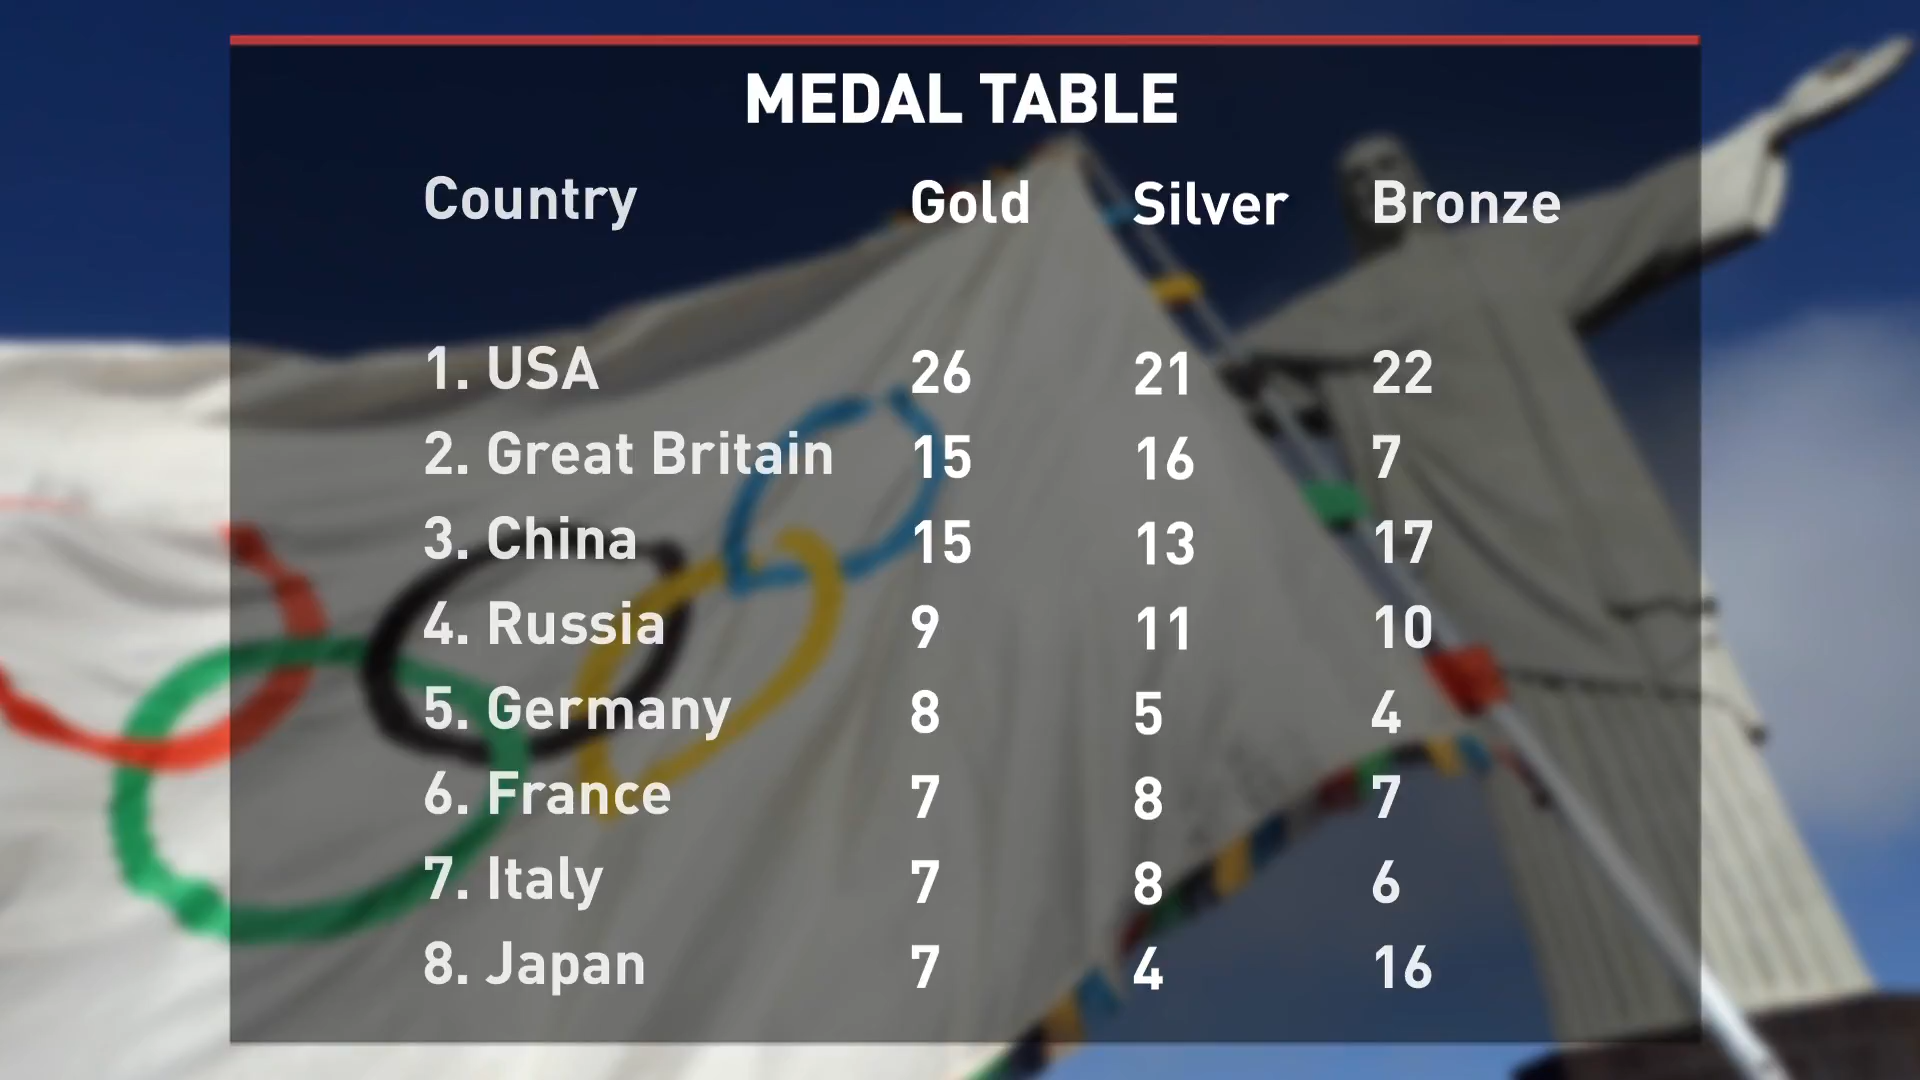 MEDAL TABLE
Country Gold Silver Bronze
1. USA 26 21 22
2. Great Britain 15 16 7
3. China 15 13 17
4. Russia 9 11 10
5. Germany 8 5 4
6. France 7 8 7
7. Italy 7 8 6
8. Japan 7 4 16